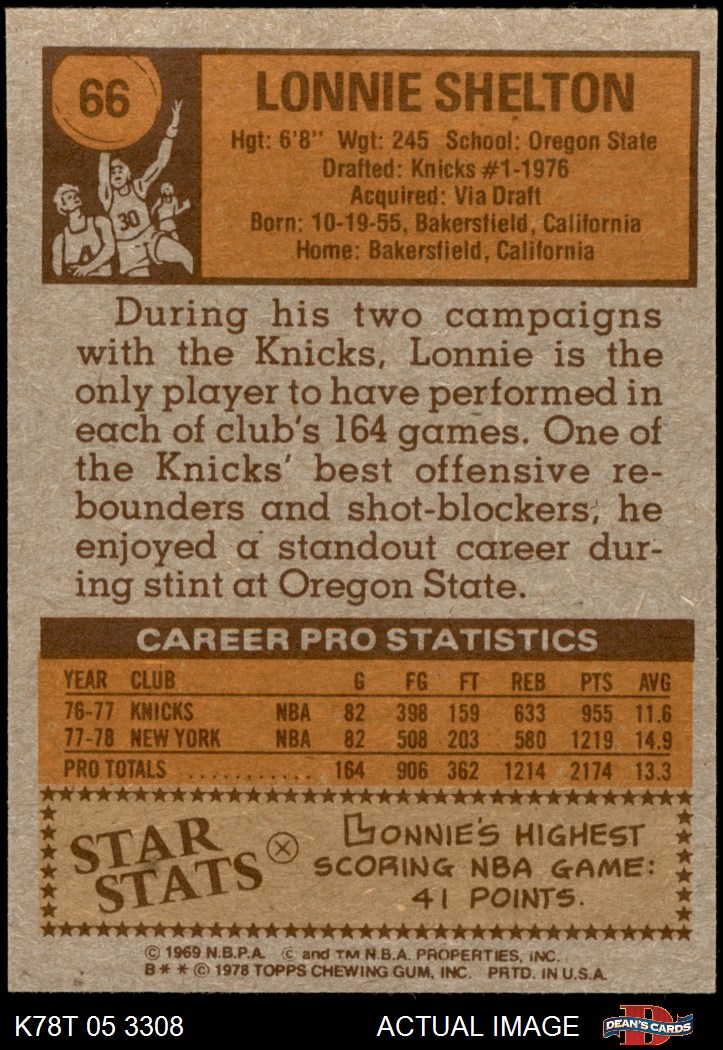 66
30
LONNIE SHELTON
Hgt: 6'8" Wgt: 245 School: Oregon State
Drafted: Knicks #1-1976
Acquired: Via Draft
Born: 10-19-55, Bakersfield, California
Home: Bakersfield, California
During his two campaigns
with the Knicks, Lonnie is the
only player to have performed in
each of club's 164 games. One of
the Knicks' best offensive re-
bounders and shot-blockers, he
enjoyed a standout career dur-
ing stint at Oregon State.
CAREER PRO STATISTICS
YEAR CLUB G FG FT REB PTS AVG
76-77 KNICKS NBA 82 398 159 633 955 11.6
77-78 NEW YORK NBA 82 508 203 580 1219 14.9
PRO TOTALS ........... 164 906 362 1214 2174 13.3
STAR
STATS
LONNIE'S HIGHEST
SCORING NBA GAME:
41 POINTS.
© 1969 N.B.P.A. © and TM N.B.A. PROPERTIES, INC.
B** © 1978 TOPPS CHEWING GUM, INC. PRTD. IN U.S.A.
K78T 05 3308 ACTUAL IMAGE
D
DEAN'S CARDS